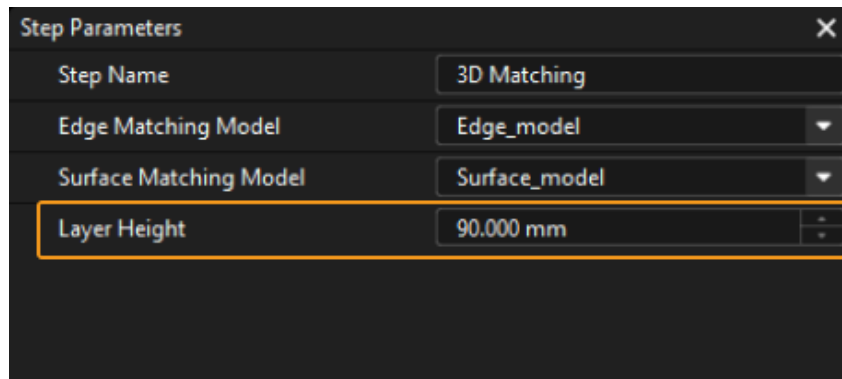 Step Parameters
Step Name 3D Matching
Edge Matching Model Edge_model
Surface Matching Model Surface_model
Layer Height 90.000 mm